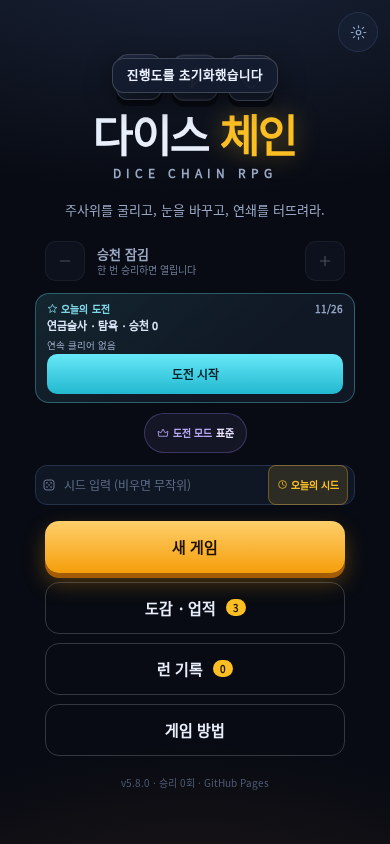 진행도를 초기화했습니다
다이스 체인
DICE CHAIN RPG
주사위를 굴리고, 눈을 바꾸고, 연쇄를 터뜨려라.
승천 잠김
한 번 승리하면 열립니다
오늘의 도전 11/26
연금술사 · 탐욕 · 승천 0
연속 클리어 없음
도전 시작
도전 모드 표준
시드 입력 (비우면 무작위) 오늘의 시드
새 게임
도감 · 업적 3
런 기록 0
게임 방법
v5.8.0 · 승리 0회 · GitHub Pages